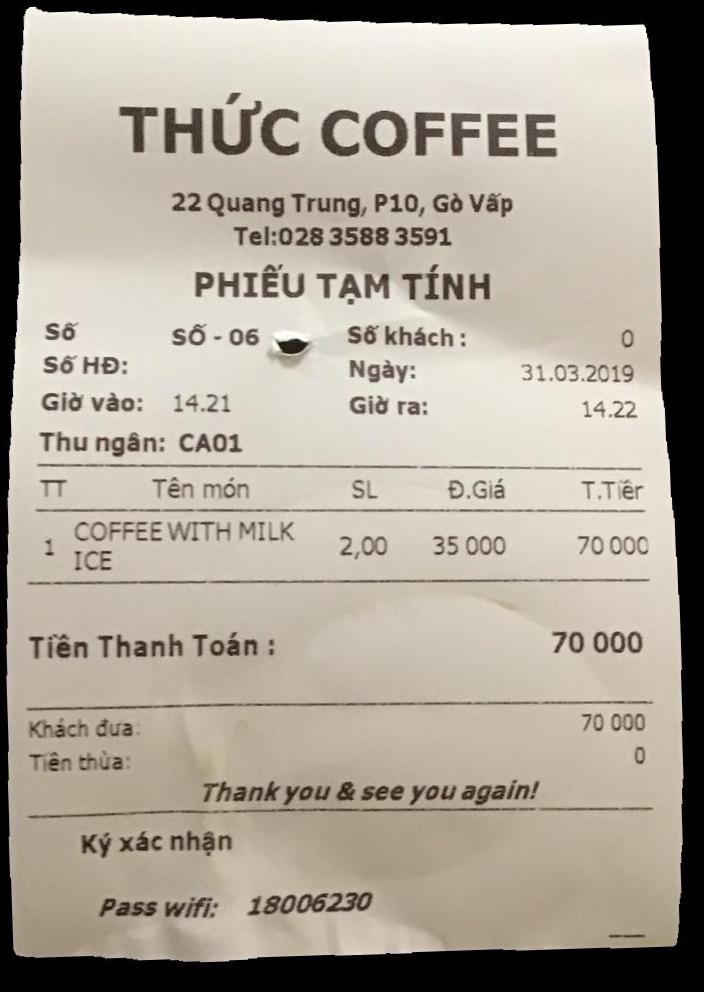 THỨC COFFEE
22 Quang Trung, P10, Gò Vấp
Tel:028 3588 3591
PHIẾU TẠM TÍNH
Số SỐ - 06 Số khách : 0
Số HĐ: Ngày: 31.03.2019
Giờ vào: 14.21 Giờ ra: 14.22
Thu ngân: CA01
TT Tên món SL Đ.Giá T.Tiền
1 COFFEE WITH MILK ICE 2,00 35 000 70 000
Tiền Thanh Toán : 70 000
Khách đưa: 70 000
Tiền thừa: 0
Thank you & see you again!
Ký xác nhận
Pass wifi: 18006230